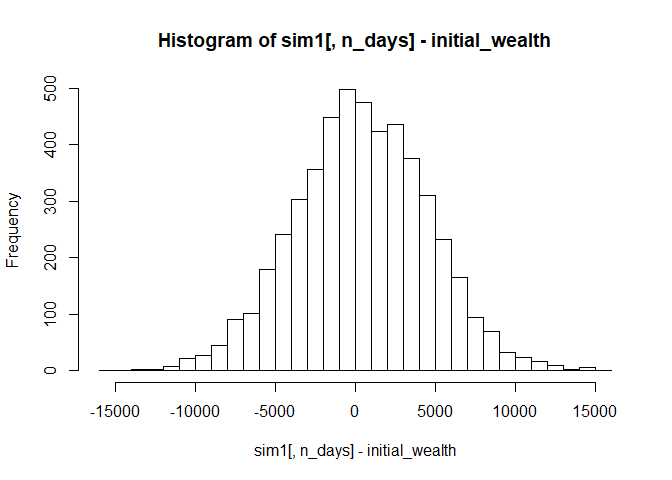 Histogram of sim1[, n_days] - initial_wealth
Frequency
500
400
300
200
100
0
-15000 -10000 -5000 0 5000 10000 15000
sim1[, n_days] - initial_wealth